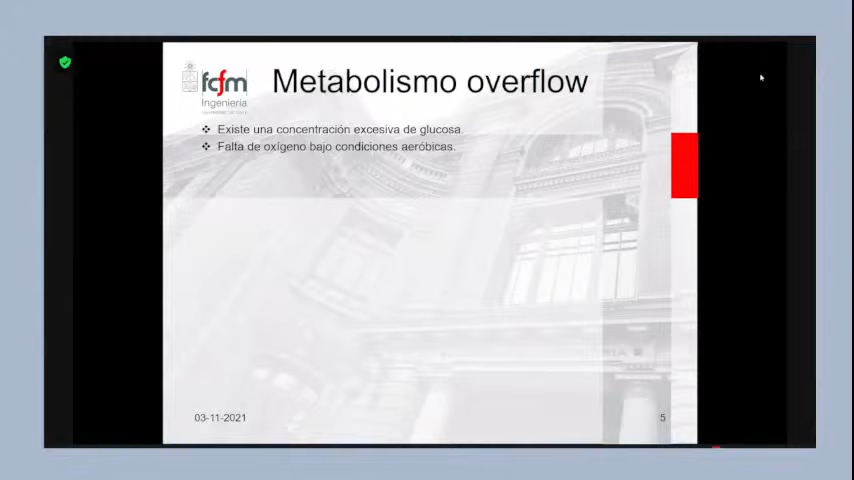 fcfm
Metabolismo overflow
Ingeniería
❖ Existe una concentración excesiva de glucosa.
❖ Falta de oxígeno bajo condiciones aeróbicas.
03-11-2021
5